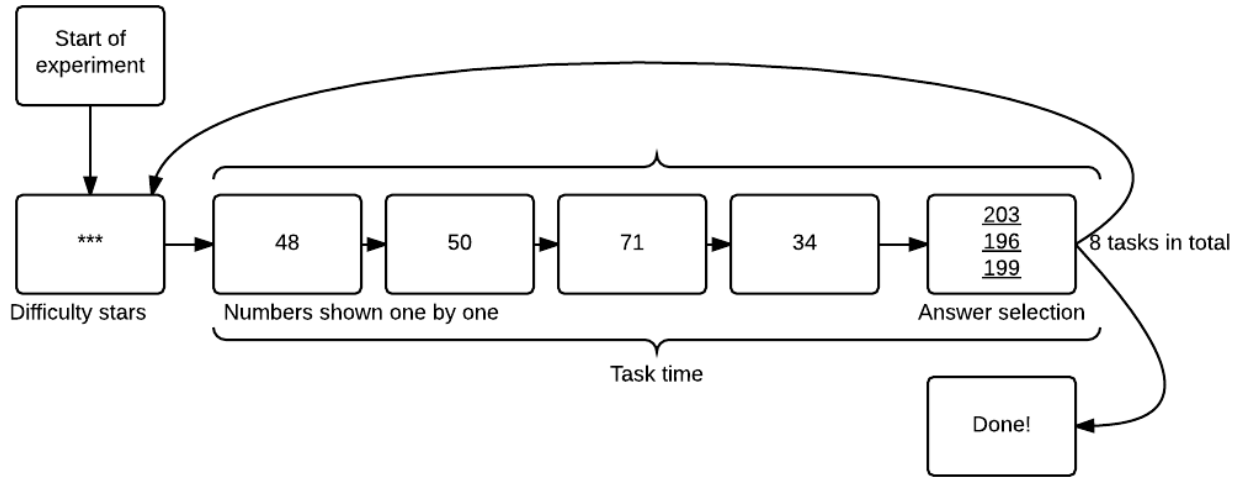 Start of
experiment
***
48
50
71
34
203
196
199
8 tasks in total
Difficulty stars
Numbers shown one by one
Answer selection
Task time
Done!